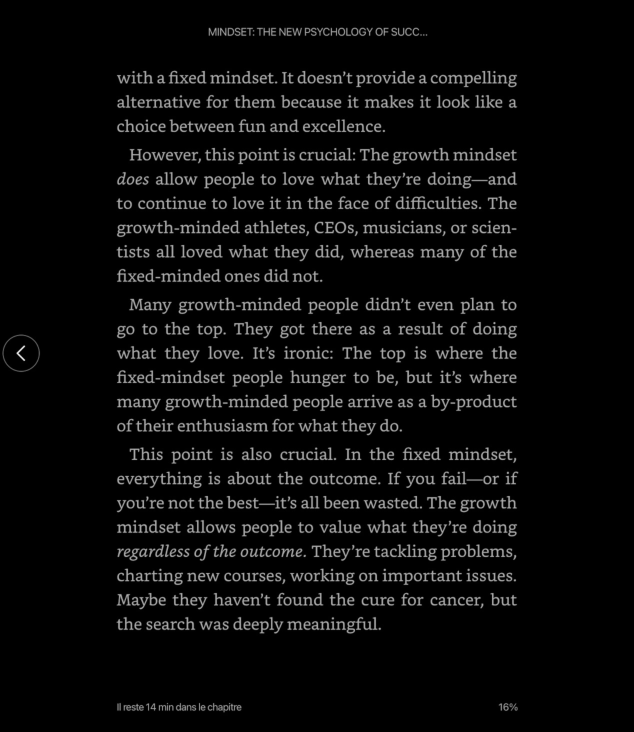 MINDSET: THE NEW PSYCHOLOGY OF SUCC...
with a fixed mindset. It doesn’t provide a compelling
alternative for them because it makes it look like a
choice between fun and excellence.
However, this point is crucial: The growth mindset
does allow people to love what they’re doing—and
to continue to love it in the face of difficulties. The
growth-minded athletes, CEOs, musicians, or scien-
tists all loved what they did, whereas many of the
fixed-minded ones did not.
Many growth-minded people didn’t even plan to
go to the top. They got there as a result of doing
what they love. It’s ironic: The top is where the
fixed-mindset people hunger to be, but it’s where
many growth-minded people arrive as a by-product
of their enthusiasm for what they do.
This point is also crucial. In the fixed mindset,
everything is about the outcome. If you fail—or if
you’re not the best—it’s all been wasted. The growth
mindset allows people to value what they’re doing
regardless of the outcome. They’re tackling problems,
charting new courses, working on important issues.
Maybe they haven’t found the cure for cancer, but
the search was deeply meaningful.
Il reste 14 min dans le chapitre
16%